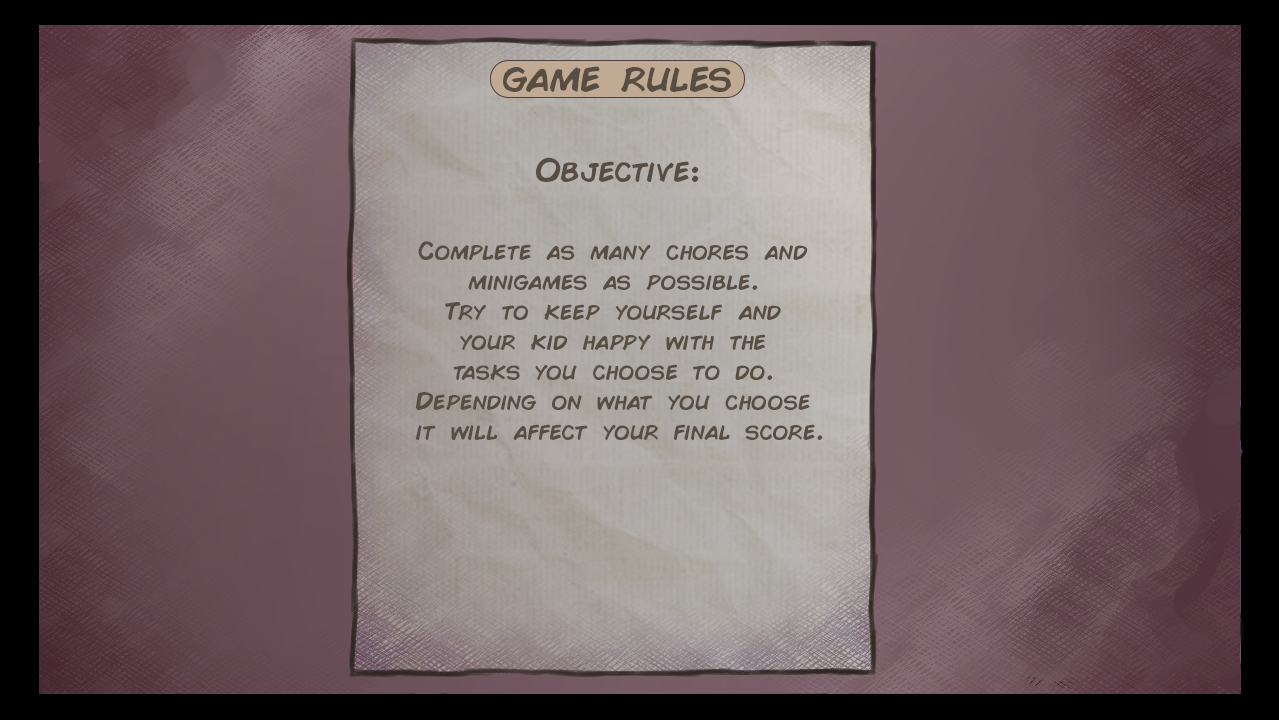 GAME RULES
OBJECTIVE:
COMPLETE AS MANY CHORES AND
MINIGAMES AS POSSIBLE.
TRY TO KEEP YOURSELF AND
YOUR KID HAPPY WITH THE
TASKS YOU CHOOSE TO DO.
DEPENDING ON WHAT YOU CHOOSE
IT WILL AFFECT YOUR FINAL SCORE.